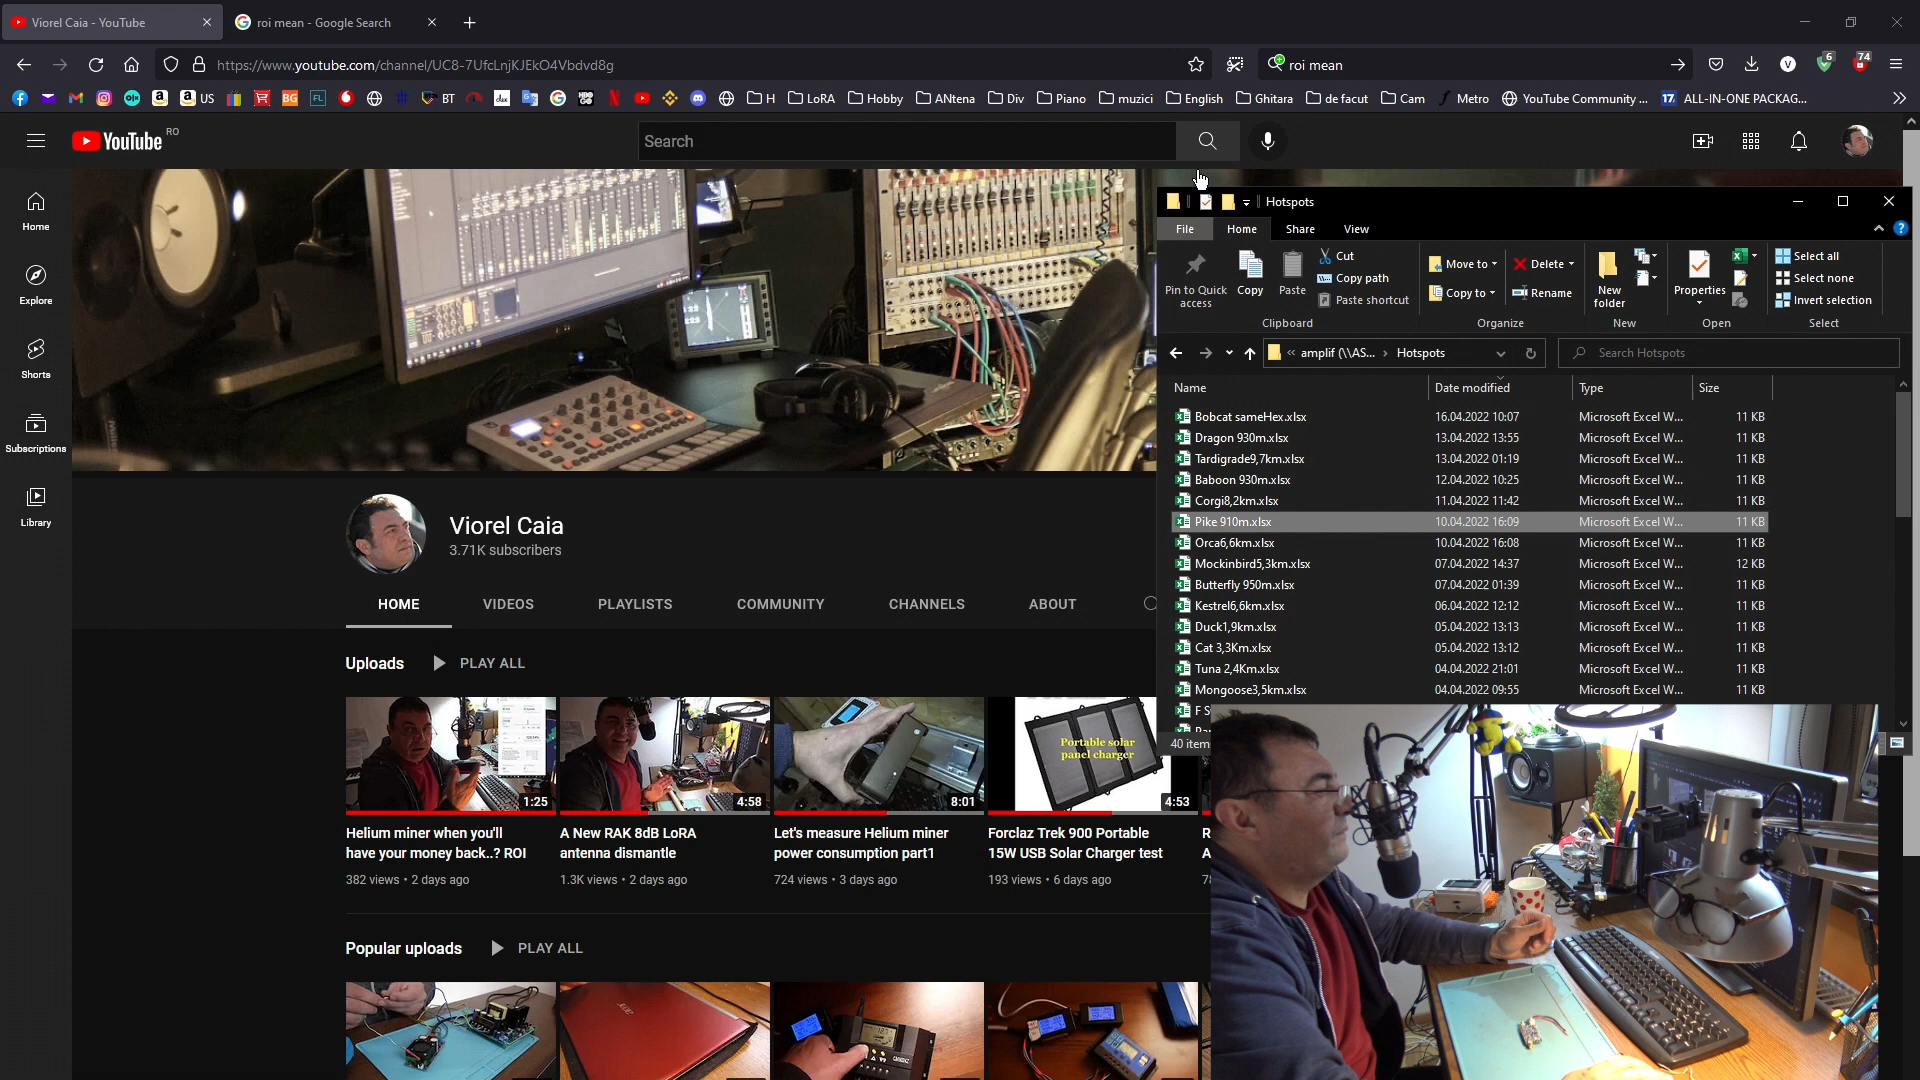 Viorel Caia - YouTube
roi mean - Google Search
https://www.youtube.com/channel/UC8-7UfcLnjKJEkO4Vbdvd8g
roi mean
6
74
US
BG
FL
BT
dux
HBO GO
H
LoRA
Hobby
ANtena
Div
Piano
muzici
English
Ghitara
de facut
Cam
Metro
YouTube Community ...
17
ALL-IN-ONE PACKAG...
YouTube RO
Search
Home
Explore
Shorts
Subscriptions
Library
Viorel Caia
3.71K subscribers
HOME
VIDEOS
PLAYLISTS
COMMUNITY
CHANNELS
ABOUT
Uploads
PLAY ALL
1:25
4:58
8:01
Portable solar
panel charger
4:53
Helium miner when you'll
have your money back..? ROI
382 views • 2 days ago
A New RAK 8dB LoRA
antenna dismantle
1.3K views • 2 days ago
Let's measure Helium miner
power consumption part1
724 views • 3 days ago
Forclaz Trek 900 Portable
15W USB Solar Charger test
193 views • 6 days ago
Popular uploads
PLAY ALL
acer
Hotspots
File
Home
Share
View
Pin to Quick
access
Copy
Paste
Cut
Copy path
Paste shortcut
Clipboard
Move to
Copy to
Delete
Rename
Organize
New
folder
New
Properties
Open
Select all
Select none
Invert selection
Select
« amplif (\\AS... › Hotspots
Search Hotspots
Name Date modified Type Size
Bobcat sameHex.xlsx 16.04.2022 10:07 Microsoft Excel W... 11 KB
Dragon 930m.xlsx 13.04.2022 13:55 Microsoft Excel W... 11 KB
Tardigrade9,7km.xlsx 13.04.2022 01:19 Microsoft Excel W... 11 KB
Baboon 930m.xlsx 12.04.2022 10:25 Microsoft Excel W... 11 KB
Corgi8,2km.xlsx 11.04.2022 11:42 Microsoft Excel W... 11 KB
Pike 910m.xlsx 10.04.2022 16:09 Microsoft Excel W... 11 KB
Orca6,6km.xlsx 10.04.2022 16:08 Microsoft Excel W... 11 KB
Mockinbird5,3km.xlsx 07.04.2022 14:37 Microsoft Excel W... 12 KB
Butterfly 950m.xlsx 07.04.2022 01:39 Microsoft Excel W... 11 KB
Kestrel6,6km.xlsx 06.04.2022 12:12 Microsoft Excel W... 11 KB
Duck1,9km.xlsx 05.04.2022 13:13 Microsoft Excel W... 11 KB
Cat 3,3Km.xlsx 05.04.2022 13:12 Microsoft Excel W... 11 KB
Tuna 2,4Km.xlsx 04.04.2022 21:01 Microsoft Excel W... 11 KB
Mongoose3,5km.xlsx 04.04.2022 09:55 Microsoft Excel W... 11 KB
40 items